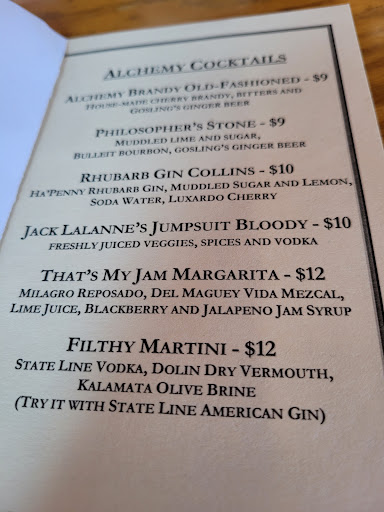 Alchemy Cocktails
Alchemy Brandy Old-Fashioned - $9
House-made cherry brandy, bitters and
Gosling's ginger beer
Philosopher's Stone - $9
Muddled lime and sugar,
Bulleit bourbon, gosling's ginger beer
Rhubarb Gin Collins - $10
Ha'Penny Rhubarb Gin, Muddled Sugar and Lemon,
Soda Water, Luxardo Cherry
Jack Lalanne's Jumpsuit Bloody - $10
freshly juiced veggies, spices and vodka
That's My Jam Margarita - $12
Milagro Reposado, Del Maguey Vida Mezcal,
Lime Juice, Blackberry and Jalapeno Jam Syrup
Filthy Martini - $12
State Line Vodka, Dolin Dry Vermouth,
Kalamata Olive Brine
(Try it with State Line American Gin)